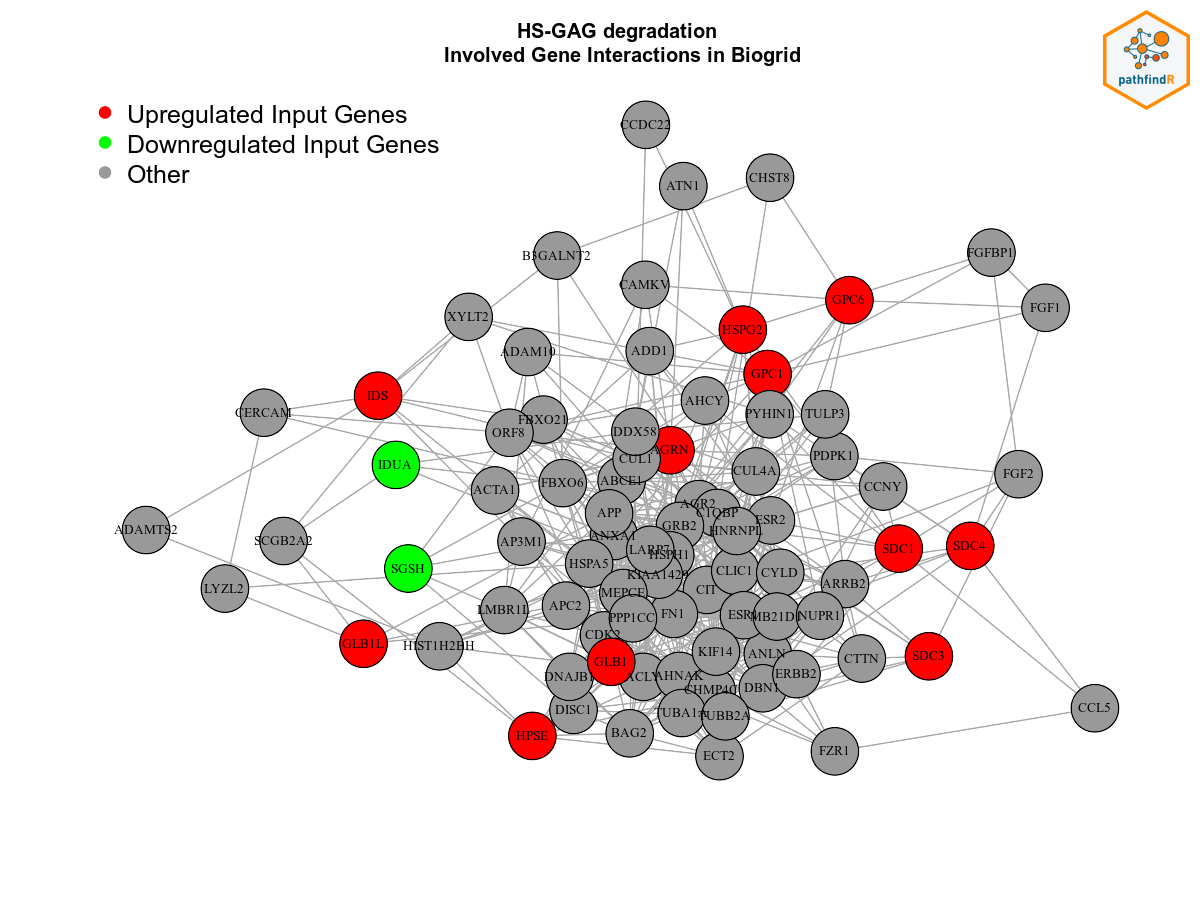 HS-GAG degradation
Involved Gene Interactions in Biogrid
pathfindR
Upregulated Input Genes
Downregulated Input Genes
Other
CCDC22
ATN1
CHST8
B3GALNT2
FGFBP1
CAMKV
GPC6
FGF1
XYLT2
HSPG2
ADAM10
ADD1
GPC1
IDS
AHCY
CERCAM
FBXO21
PYHIN1
TULP3
ORF8
DDX58
AGRN
CUL1
PDPK1
IDUA
CUL4A
FGF2
ABCE1
FBXO6
CCNY
ACTA1
AGR2
APP
C1QBP
ESR2
GRB2
ADAMTS2
HNRNPL
ANXA1
SCGB2A2
AP3M1
SDC4
SDC1
LARP7
HSPH1
HSPA5
SGSH
CLIC1
CYLD
KIAA1429
ARRB2
LYZL2
CIT
MEPCE
APC2
LMBR1L
FN1
ESR1
MB21D1
NUPR1
PPP1CC
CDK2
GLB1L
HIST1H2BH
KIF14
ANLN
CTTN
SDC3
GLB1
ERBB2
DNAJB1
ACLY
AHNAK
DBN1
CHMP4C
CCL5
DISC1
TUBA1A
TUBB2A
BAG2
HPSE
FZR1
ECT2